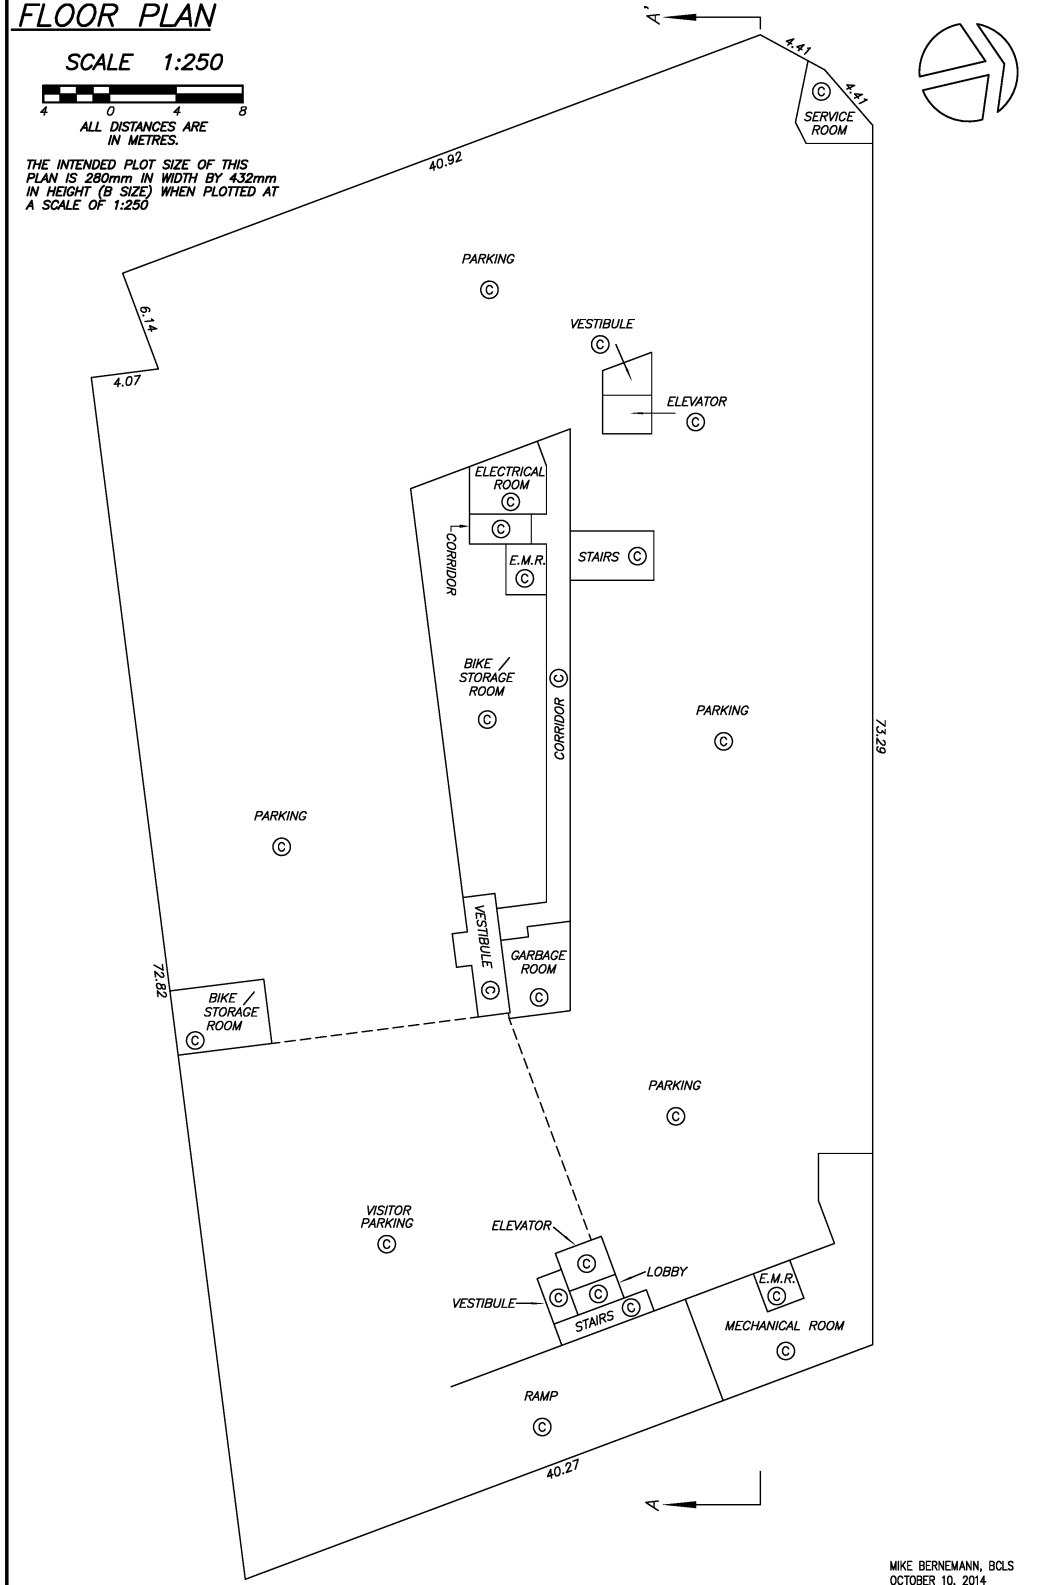 FLOOR PLAN
SCALE 1:250
4 0 4 8
ALL DISTANCES ARE
IN METRES.
THE INTENDED PLOT SIZE OF THIS
PLAN IS 280mm IN WIDTH BY 432mm
IN HEIGHT (B SIZE) WHEN PLOTTED AT
A SCALE OF 1:250
A'
4.41
4.41
C
SERVICE
ROOM
40.92
PARKING
C
6.14
4.07
VESTIBULE
C
ELEVATOR
C
ELECTRICAL
ROOM
C
C
CORRIDOR
E.M.R.
C
STAIRS C
BIKE /
STORAGE
ROOM
C
CORRIDOR C
PARKING
C
73.29
PARKING
C
VESTIBULE
C
GARBAGE
ROOM
C
72.82
BIKE /
STORAGE
ROOM
C
PARKING
C
VISITOR
PARKING
C
ELEVATOR
C
LOBBY
C
VESTIBULE
C
STAIRS C
E.M.R.
C
MECHANICAL ROOM
C
RAMP
C
40.27
A
MIKE BERNEMANN, BCLS
OCTOBER 10, 2014